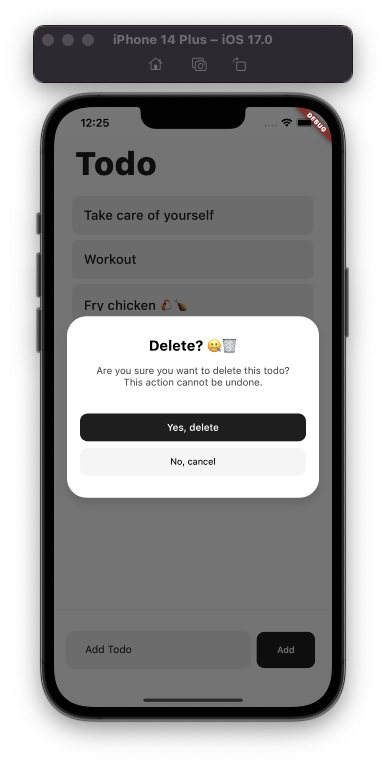 iPhone 14 Plus – iOS 17.0
12:25
DEBUG
Todo
Take care of yourself
Workout
Fry chicken 🐔🍗
Delete? 🤐🗑️
Are you sure you want to delete this todo?
This action cannot be undone.
Yes, delete
No, cancel
Add Todo
Add